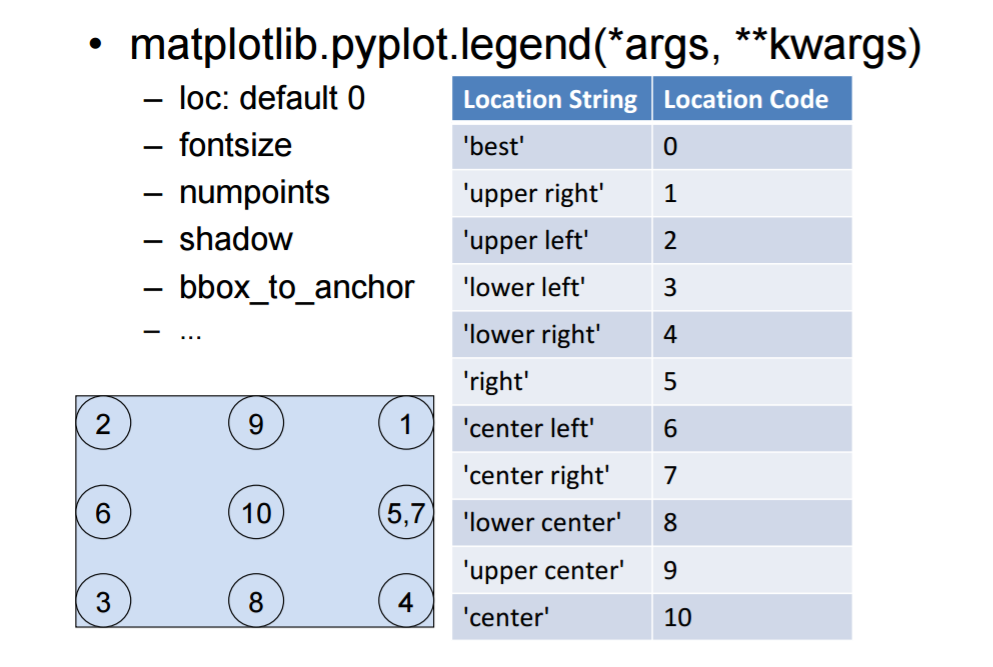 • matplotlib.pyplot.legend(*args, **kwargs)
– loc: default 0
– fontsize
– numpoints
– shadow
– bbox_to_anchor
– ...
Location String Location Code
'best' 0
'upper right' 1
'upper left' 2
'lower left' 3
'lower right' 4
'right' 5
'center left' 6
'center right' 7
'lower center' 8
'upper center' 9
'center' 10
2 9 1
6 10 5,7
3 8 4